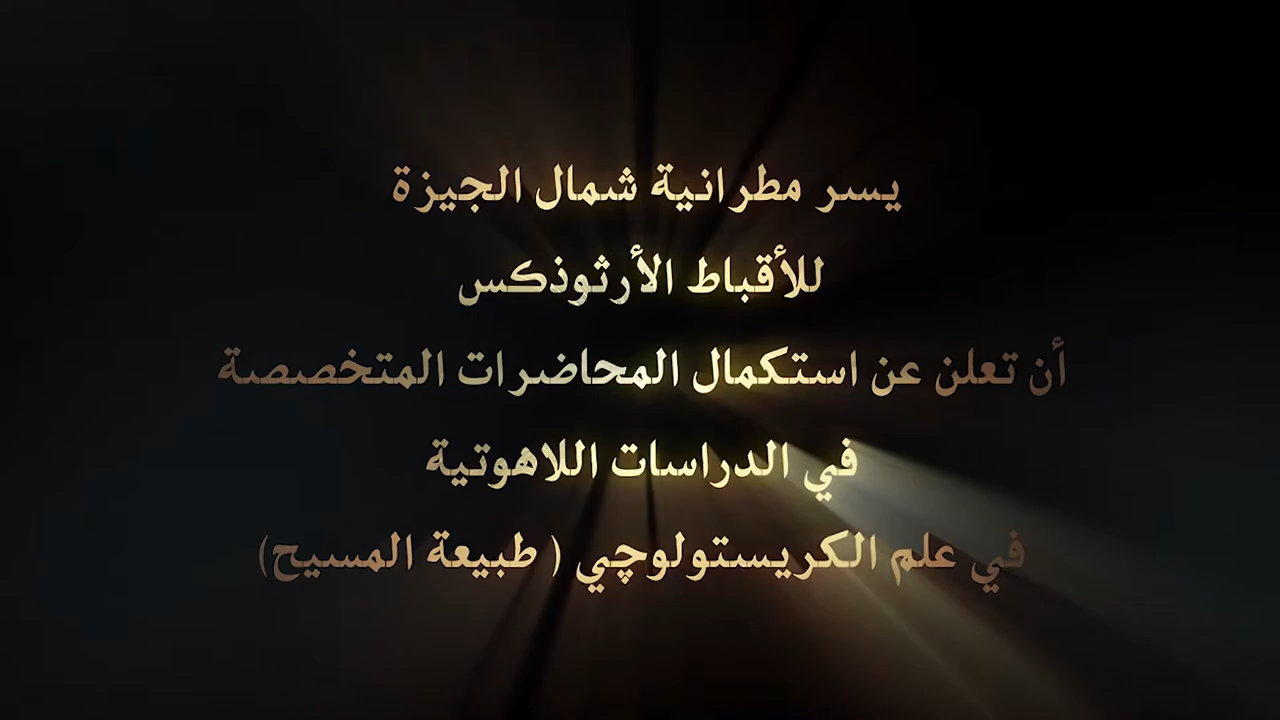 يسر مطرانية شمال الجيزة
للأقباط الأرثوذكس
أن تعلن عن استكمال المحاضرات المتخصصة
في الدراسات اللاهوتية
في علم الكريستولوچي ( طبيعة المسيح)